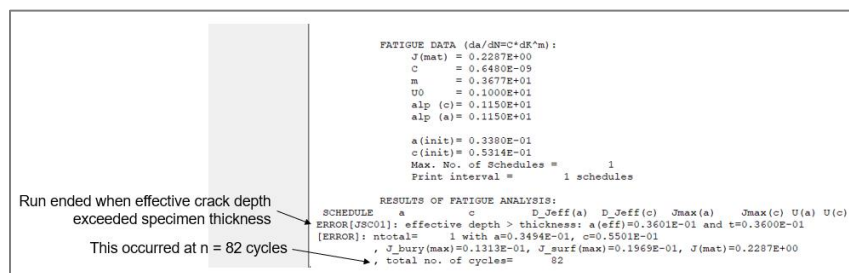 FATIGUE DATA (da/dN=C*dK^m):
J(mat) = 0.2287E+00
C = 0.6480E-09
m = 0.3677E+01
U0 = 0.1000E+01
alp (c)= 0.1150E+01
alp (a)= 0.1150E+01
a(init)= 0.3380E-01
c(init)= 0.5314E-01
Max. No. of Schedules = 1
Print interval = 1 schedules
RESULTS OF FATIGUE ANALYSIS:
SCHEDULE a c D_Jeff(a) D_Jeff(c) Jmax(a) Jmax(c) U(a) U(c)
Run ended when effective crack depth
exceeded specimen thickness
ERROR[JSC01]: effective depth > thickness: a(eff)=0.3601E-01 and t=0.3600E-01
[ERROR]: ntotal= 1 with a=0.3494E-01, c=0.5501E-01
This occurred at n = 82 cycles
, J_bury(max)=0.1313E-01, J_surf(max)=0.1969E-01, J(mat)=0.2287E+00
, total no. of cycles= 82